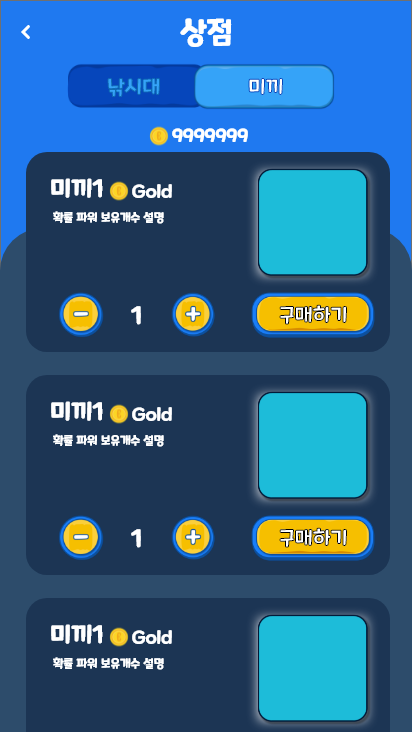 상점
낚시대 미끼
9999999
미끼1 Gold
확률 파워 보유개수 설명
- 1 + 구매하기
미끼1 Gold
확률 파워 보유개수 설명
- 1 + 구매하기
미끼1 Gold
확률 파워 보유개수 설명